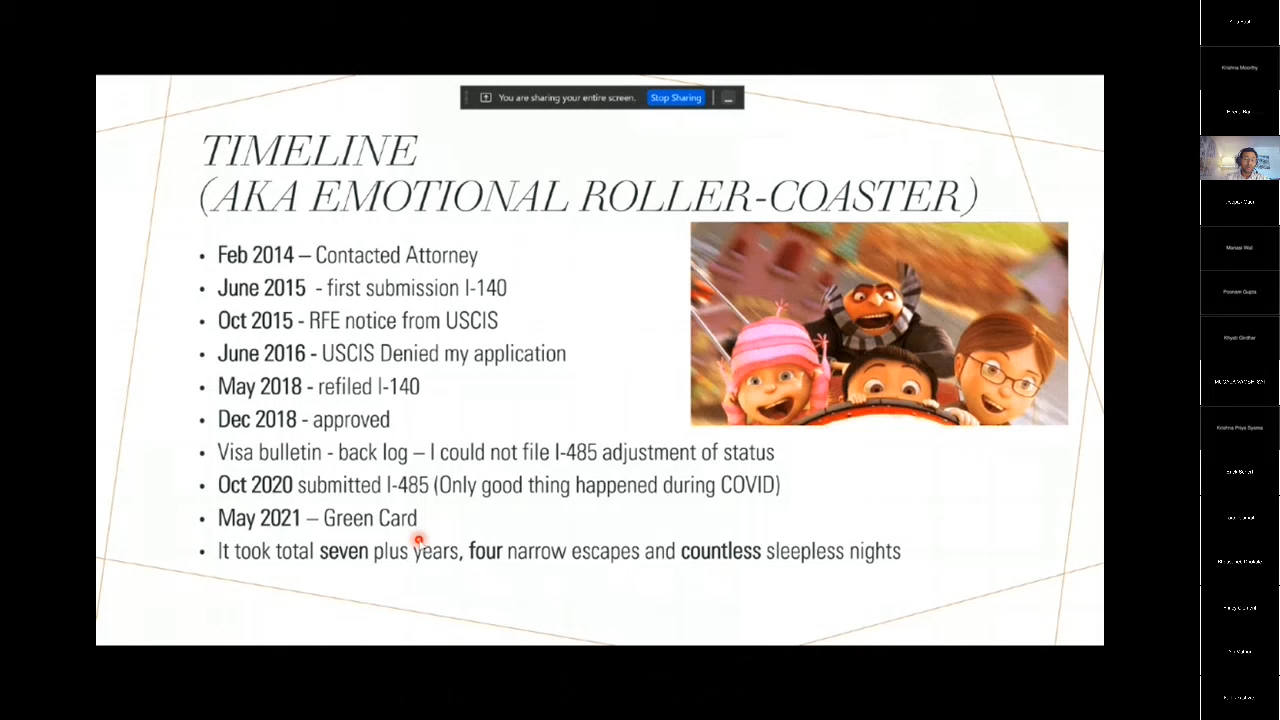 You are sharing your entire screen. Stop Sharing
TIMELINE
(AKA EMOTIONAL ROLLER-COASTER)
• Feb 2014 – Contacted Attorney
• June 2015 - first submission I-140
• Oct 2015 - RFE notice from USCIS
• June 2016 - USCIS Denied my application
• May 2018 - refiled I-140
• Dec 2018 - approved
• Visa bulletin - back log – I could not file I-485 adjustment of status
• Oct 2020 submitted I-485 (Only good thing happened during COVID)
• May 2021 – Green Card
• It took total seven plus years, four narrow escapes and countless sleepless nights
Krishna Moorthy
Manasi Wali
Poonam Gupta
Khyati Girdhar
Krishna Priya Syama